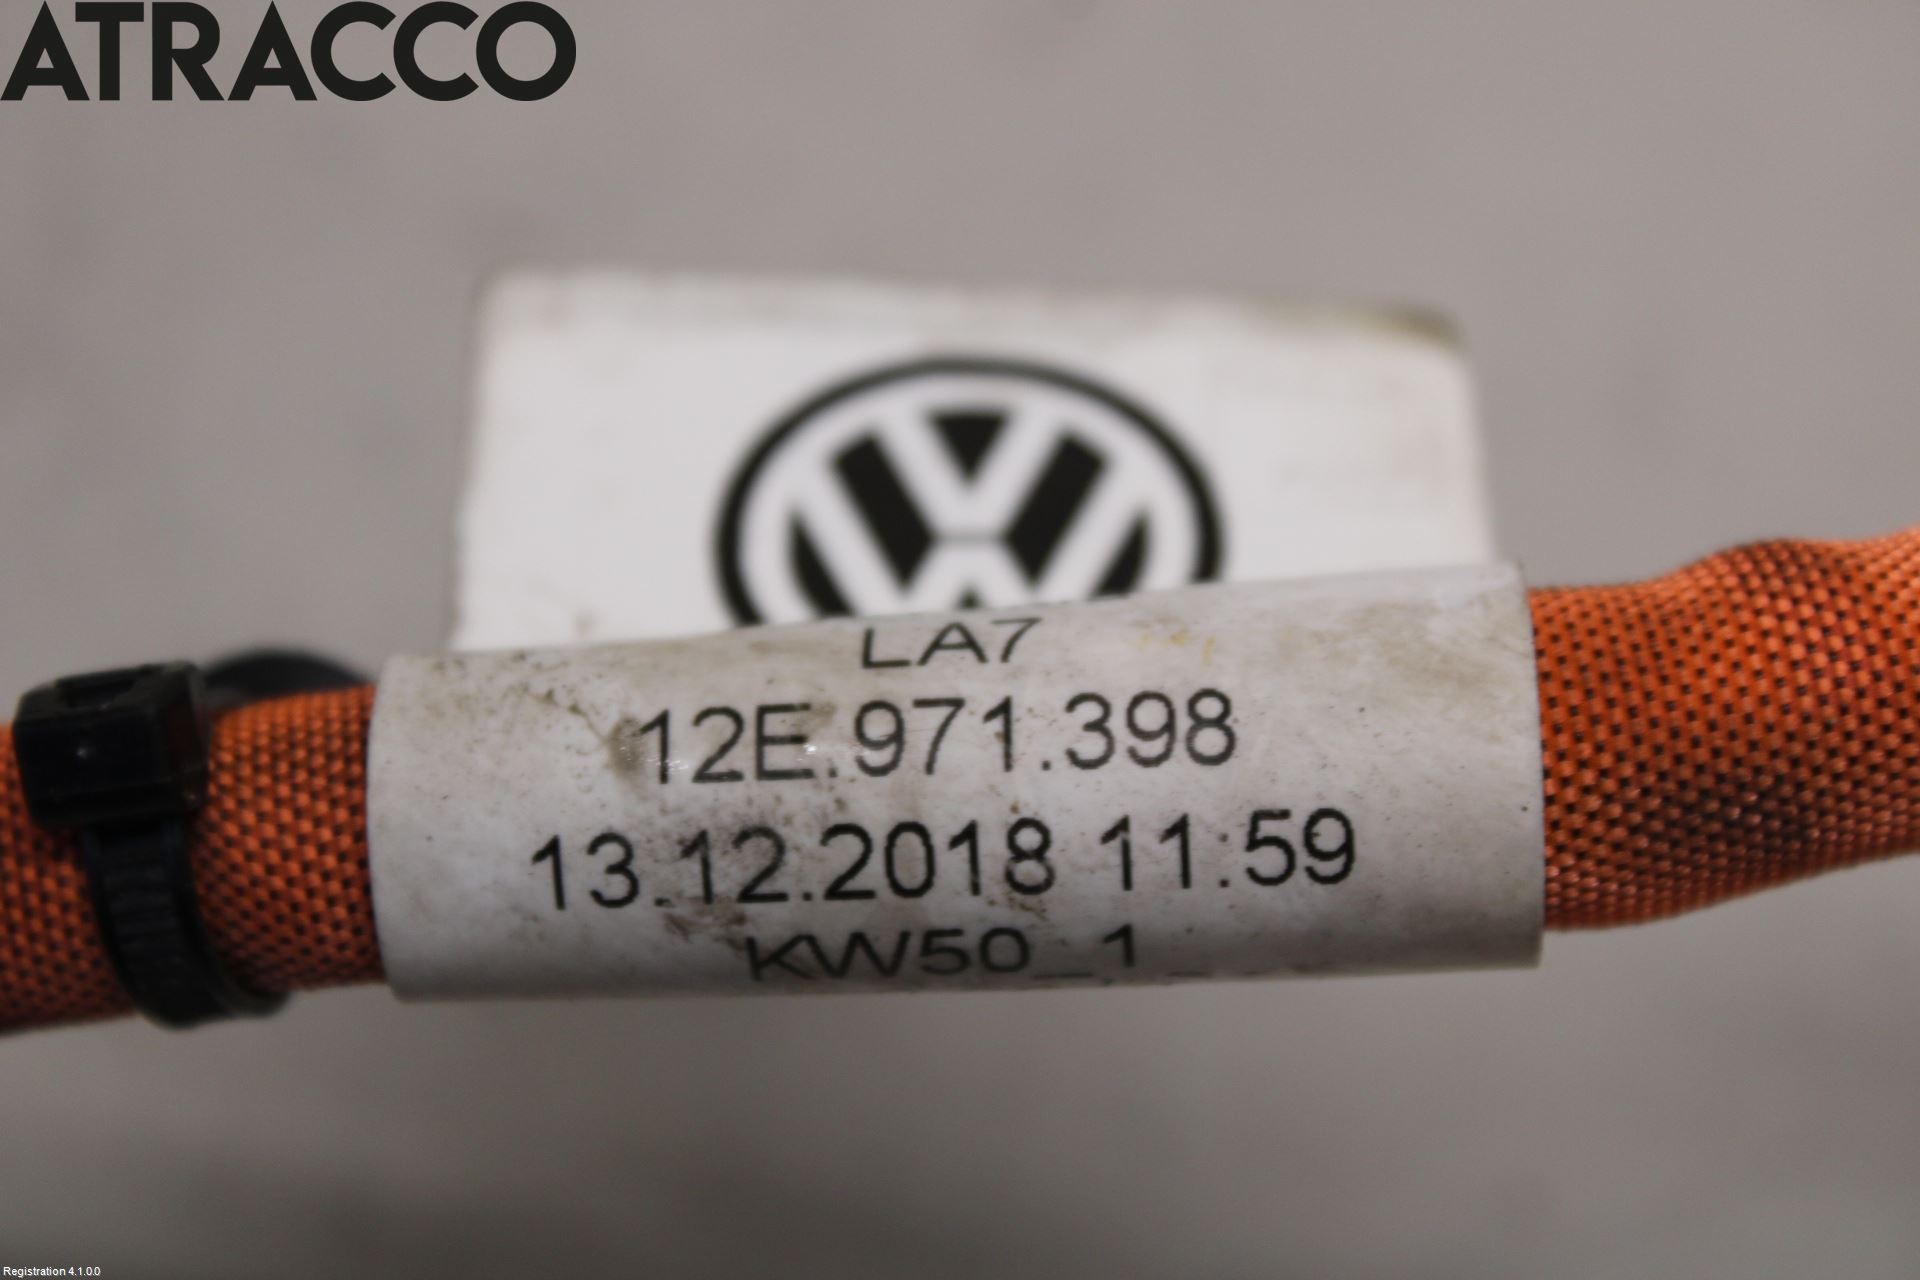 ATRACCO
LA7
12E.971.398
13.12.2018 11:59
KW50_1
Registration 4.1.0.0